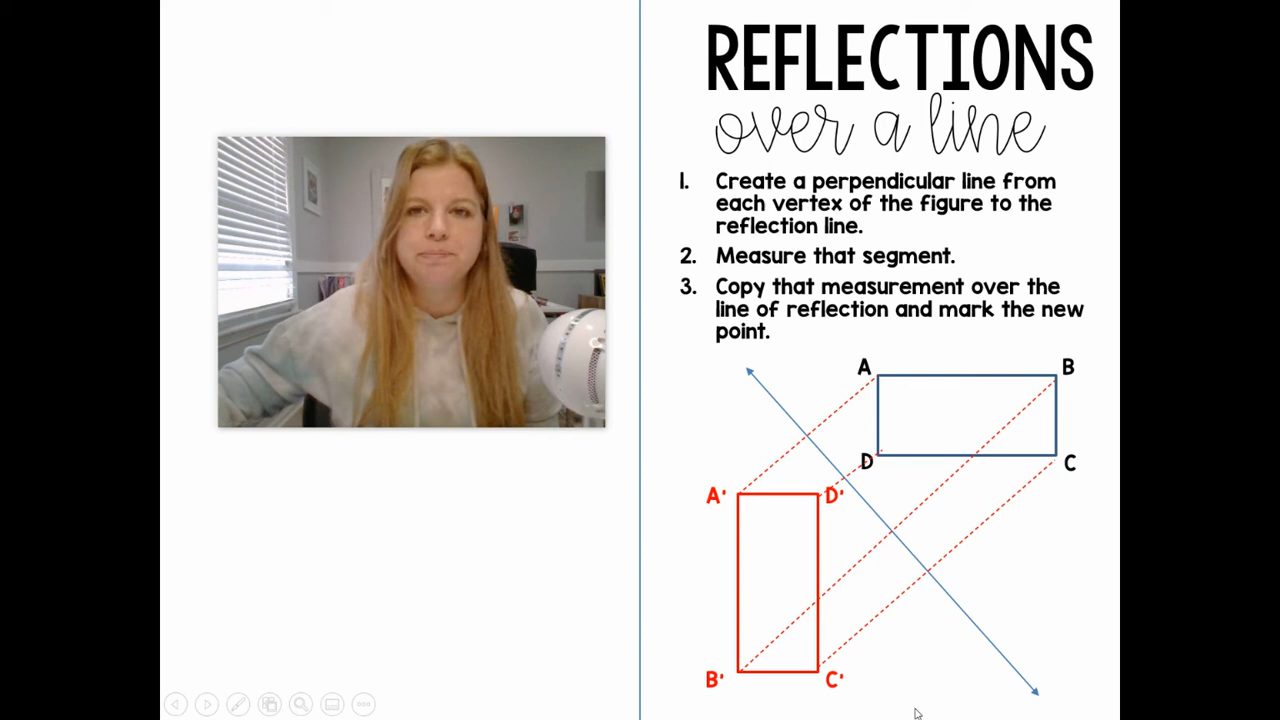 REFLECTIONS
over a line
1. Create a perpendicular line from
each vertex of the figure to the
reflection line.
2. Measure that segment.
3. Copy that measurement over the
line of reflection and mark the new
point.
A B
D C
A' D'
B' C'